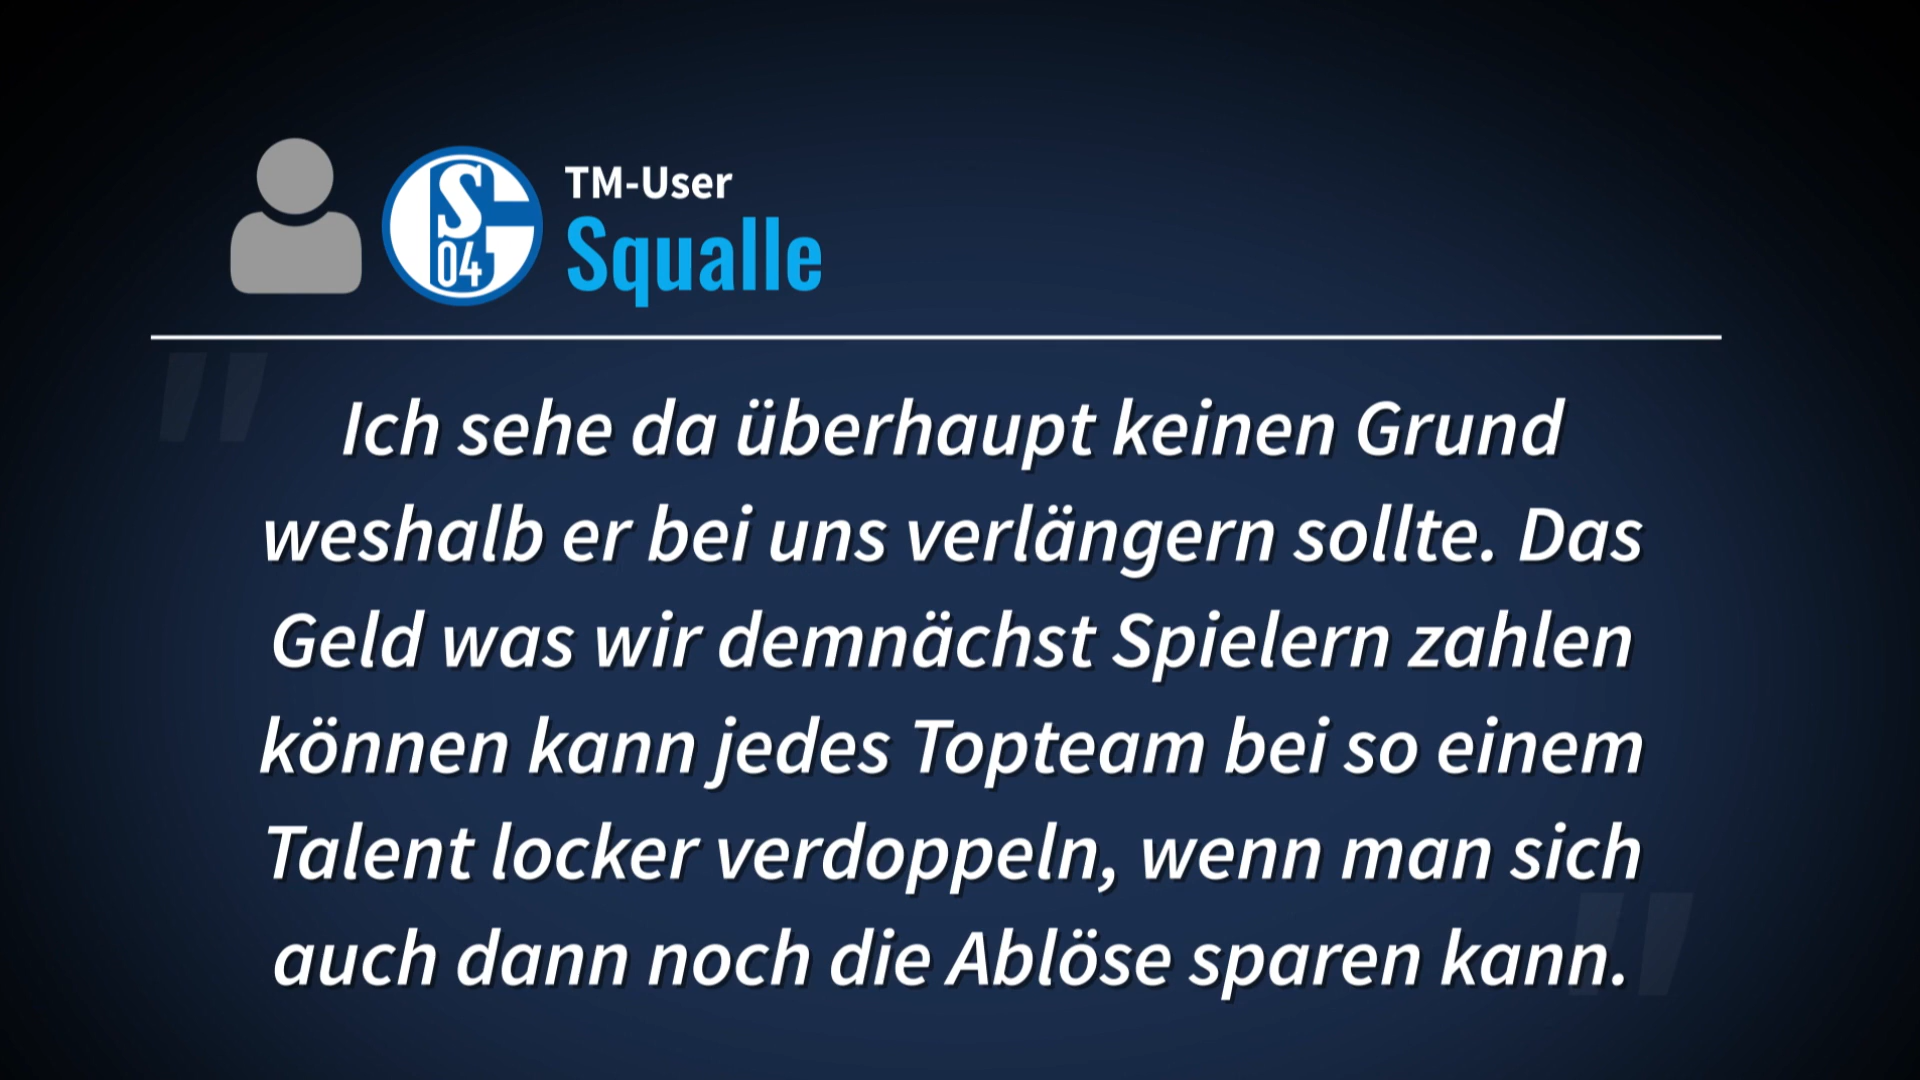 S
04
TM-User
Squalle
"
Ich sehe da überhaupt keinen Grund
weshalb er bei uns verlängern sollte. Das
Geld was wir demnächst Spielern zahlen
können kann jedes Topteam bei so einem
Talent locker verdoppeln, wenn man sich
auch dann noch die Ablöse sparen kann.
"